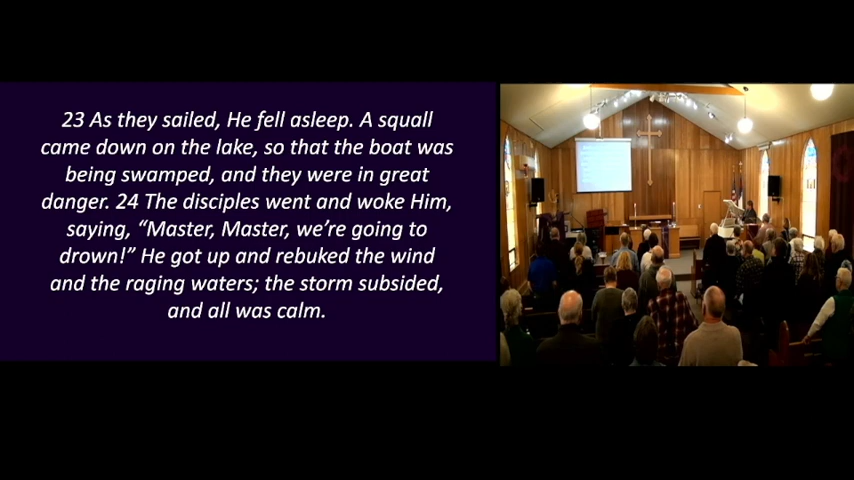 23 As they sailed, He fell asleep. A squall
came down on the lake, so that the boat was
being swamped, and they were in great
danger. 24 The disciples went and woke Him,
saying, “Master, Master, we’re going to
drown!” He got up and rebuked the wind
and the raging waters; the storm subsided,
and all was calm.